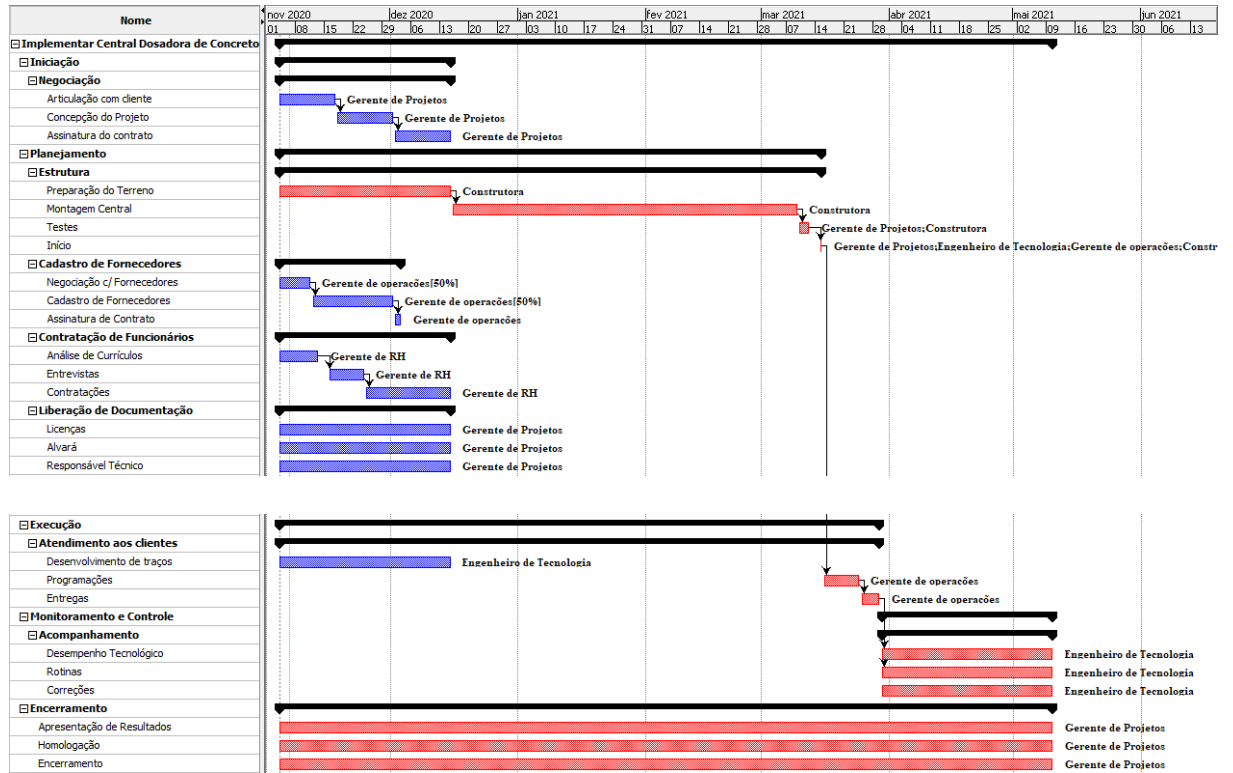 Nome
nov 2020 dez 2020 jan 2021 fev 2021 mar 2021 abr 2021 mai 2021 jun 2021
01 08 15 22 29 06 13 20 27 03 10 17 24 31 07 14 21 28 07 14 21 28 04 11 18 25 02 09 16 23 30 06 13
Implementar Central Dosadora de Concreto
Iniciação
Negociação
Articulação com cliente Gerente de Projetos
Concepção do Projeto Gerente de Projetos
Assinatura do contrato Gerente de Projetos
Planejamento
Estrutura
Preparação do Terreno Construtora
Montagem Central Construtora
Testes Gerente de Projetos;Construtora
Início Gerente de Projetos;Engenheiro de Tecnologia;Gerente de operações;Constr
Cadastro de Fornecedores
Negociação c/ Fornecedores Gerente de operações[50%]
Cadastro de Fornecedores Gerente de operações[50%]
Assinatura de Contrato Gerente de operações
Contratação de Funcionários
Análise de Currículos Gerente de RH
Entrevistas Gerente de RH
Contratações Gerente de RH
Liberação de Documentação
Licenças Gerente de Projetos
Alvará Gerente de Projetos
Responsável Técnico Gerente de Projetos
Execução
Atendimento aos clientes
Desenvolvimento de traços Engenheiro de Tecnologia
Programações Gerente de operações
Entregas Gerente de operações
Monitoramento e Controle
Acompanhamento
Desempenho Tecnológico Engenheiro de Tecnologia
Rotinas Engenheiro de Tecnologia
Correções Engenheiro de Tecnologia
Encerramento
Apresentação de Resultados Gerente de Projetos
Homologação Gerente de Projetos
Encerramento Gerente de Projetos